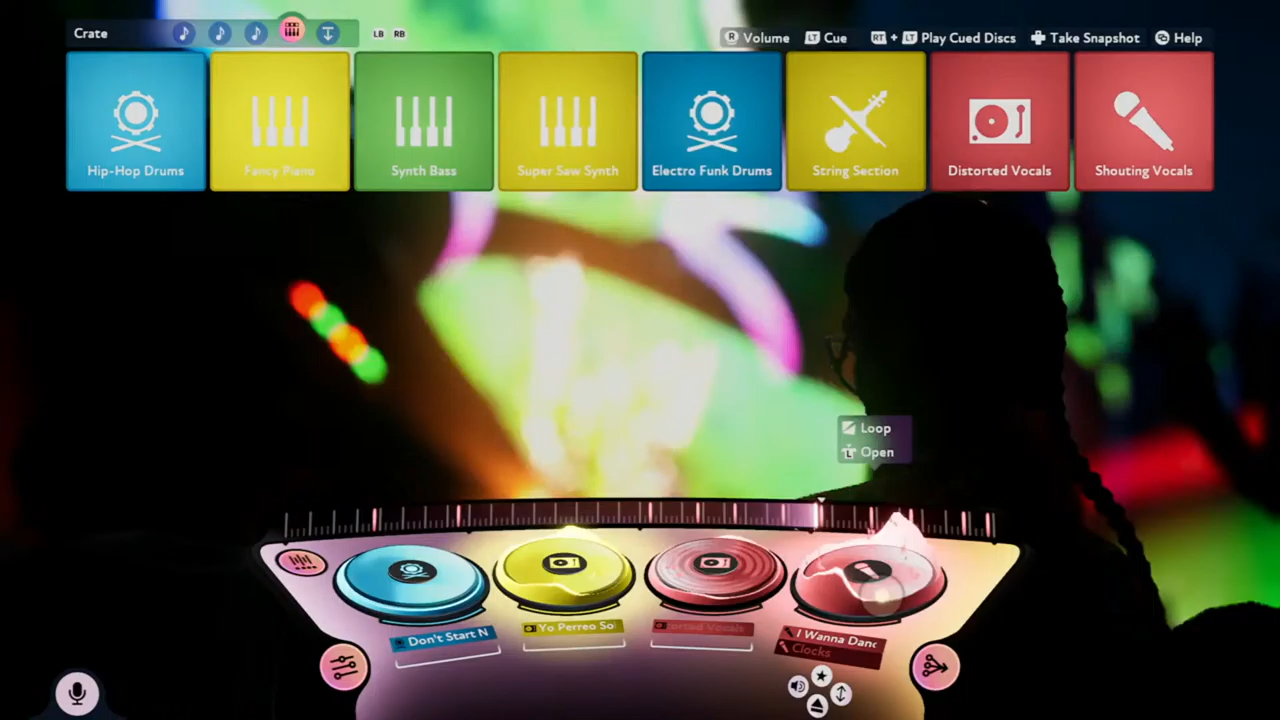 Crate
LB RB
R Volume
LT Cue
RT + LT Play Cued Discs
Take Snapshot
Help
Hip-Hop Drums
Fancy Piano
Synth Bass
Super Saw Synth
Electro Funk Drums
String Section
Distorted Vocals
Shouting Vocals
Loop
L Open
Don't Start N
Yo Perreo So
torted Vocals
I Wanna Danc
Clocks